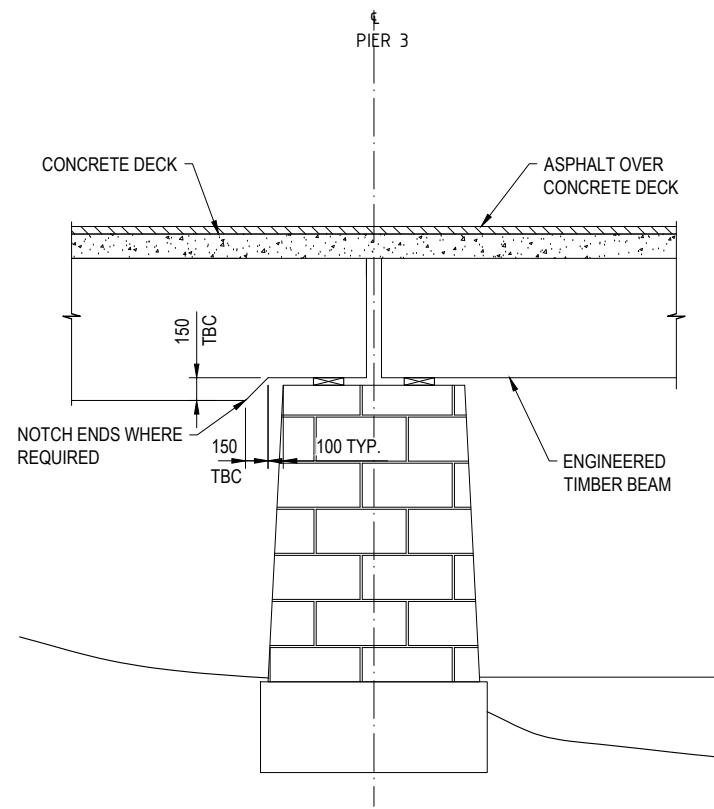 ℄
PIER 3
CONCRETE DECK
ASPHALT OVER
CONCRETE DECK
150
TBC
NOTCH ENDS WHERE
REQUIRED
150
TBC
100 TYP.
ENGINEERED
TIMBER BEAM